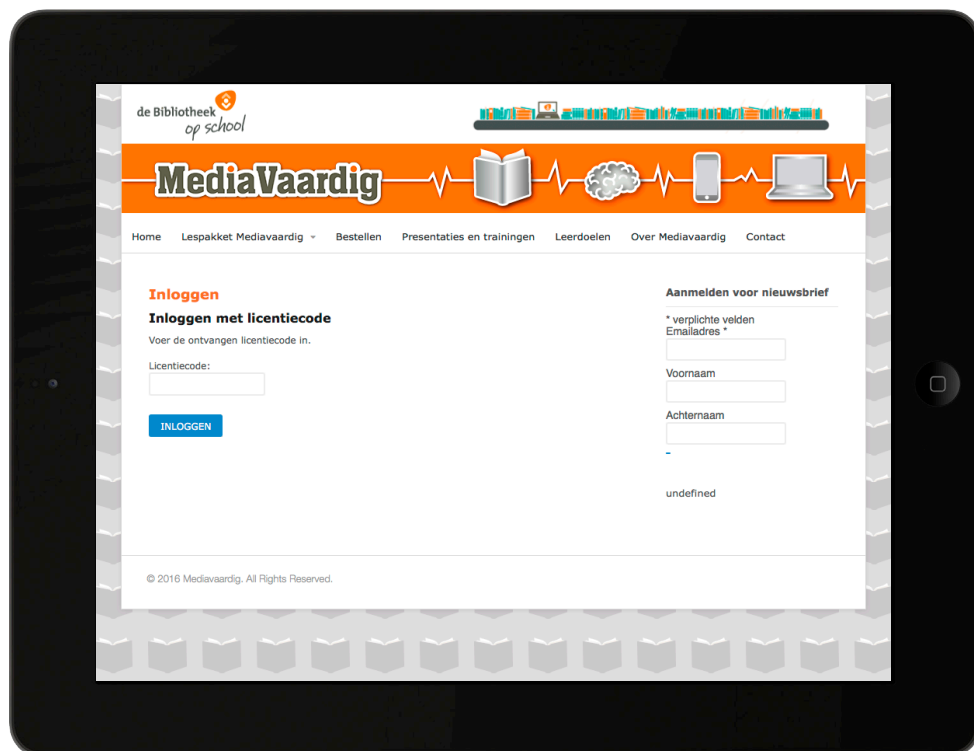 de Bibliotheek
op school
MediaVaardig
Home Lespakket Mediavaardig Bestellen Presentaties en trainingen Leerdoelen Over Mediavaardig Contact
Inloggen
Inloggen met licentiecode
Voer de ontvangen licentiecode in.
Licentiecode:
INLOGGEN
Aanmelden voor nieuwsbrief
* verplichte velden
Emailadres *
Voornaam
Achternaam
undefined
© 2016 Mediavaardig. All Rights Reserved.